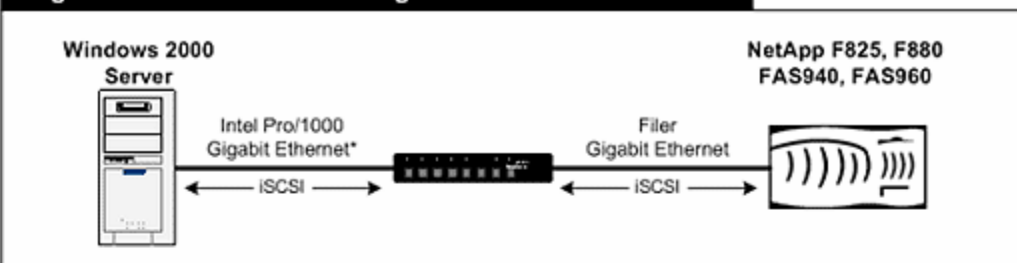 Windows 2000
Server
NetApp F825, F880
FAS940, FAS960
Intel Pro/1000
Gigabit Ethernet*
Filer
Gigabit Ethernet
iSCSI
iSCSI